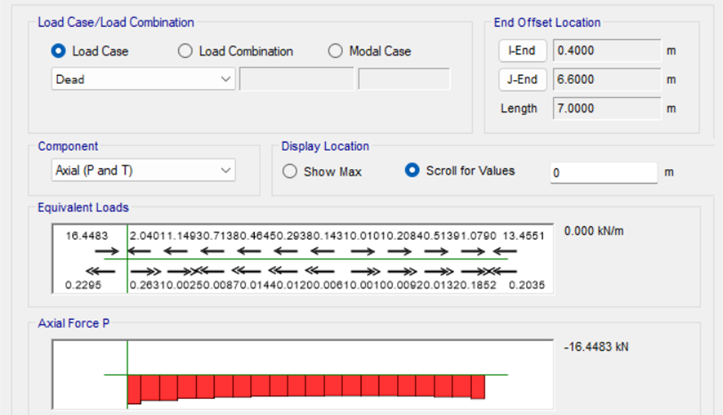 Load Case/Load Combination
Load Case
Load Combination
Modal Case
Dead
End Offset Location
I-End
0.4000
m
J-End
6.6000
m
Length
7.0000
m
Component
Axial (P and T)
Display Location
Show Max
Scroll for Values
0
m
Equivalent Loads
16.4483 2.04011.14930.71380.46450.29380.14310.01010.20840.51391.0790 13.4551
0.2295 0.26310.00250.00870.01440.01200.00610.00100.00920.01320.1852 0.2035
0.000 kN/m
Axial Force P
-16.4483 kN